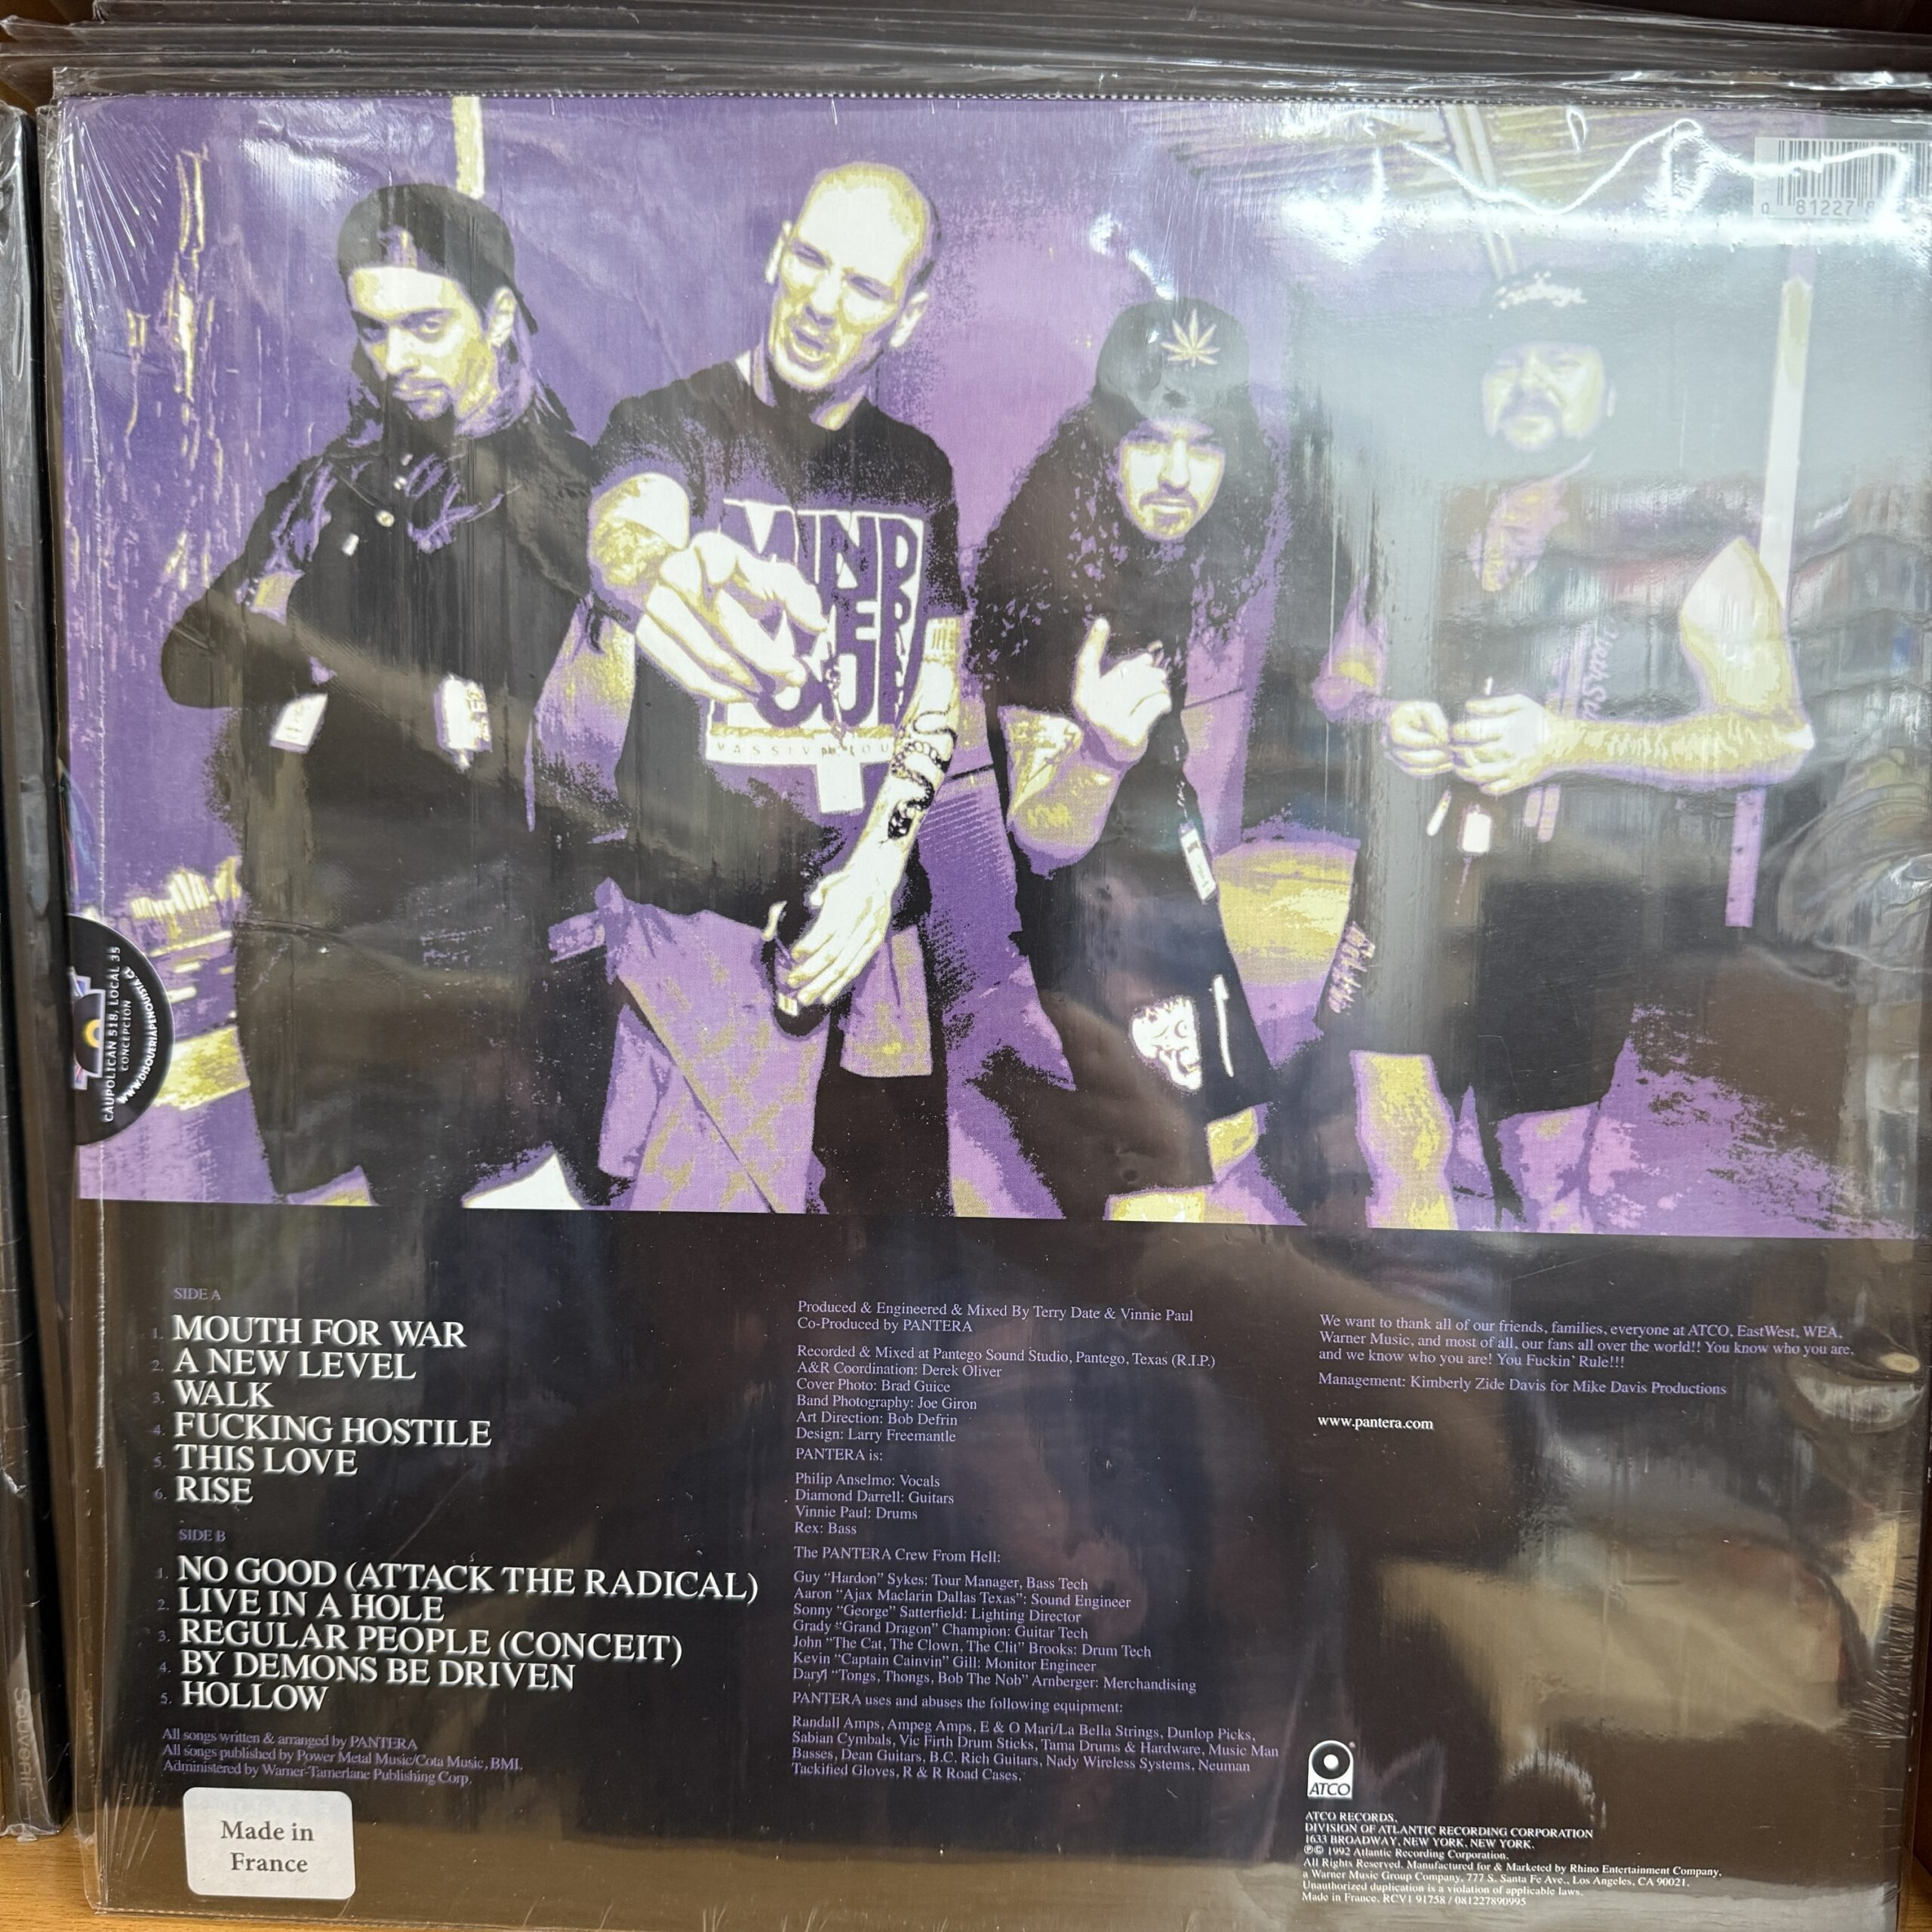 0 81227 8
MIND
OVER
MASSIV
CAUPOLICAN 518, LOCAL 35
CONCEPCION
SIDE A
1. MOUTH FOR WAR
2. A NEW LEVEL
3. WALK
4. FUCKING HOSTILE
5. THIS LOVE
6. RISE
SIDE B
1. NO GOOD (ATTACK THE RADICAL)
2. LIVE IN A HOLE
3. REGULAR PEOPLE (CONCEIT)
4. BY DEMONS BE DRIVEN
5. HOLLOW
All songs written & arranged by PANTERA
All songs published by Power Metal Music/Cota Music, BMI.
Administered by Warner-Tamerlane Publishing Corp.
Made in
France
Produced & Engineered & Mixed By Terry Date & Vinnie Paul
Co-Produced by PANTERA
Recorded & Mixed at Pantego Sound Studio, Pantego, Texas (R.I.P.)
A&R Coordination: Derek Oliver
Cover Photo: Brad Guice
Band Photography: Joe Giron
Art Direction: Bob Defrin
Design: Larry Freemantle
PANTERA is:
Philip Anselmo: Vocals
Diamond Darrell: Guitars
Vinnie Paul: Drums
Rex: Bass
The PANTERA Crew From Hell:
Guy “Hardon” Sykes: Tour Manager, Bass Tech
Aaron “Ajax Maclarin Dallas Texas”: Sound Engineer
Sonny “George” Satterfield: Lighting Director
Grady “Grand Dragon” Champion: Guitar Tech
John “The Cat, The Clown, The Clit” Brooks: Drum Tech
Kevin “Captain Cainvin” Gill: Monitor Engineer
Daryl “Tongs, Thongs, Bob The Nob” Arnberger: Merchandising
PANTERA uses and abuses the following equipment:
Randall Amps, Ampeg Amps, E & O Mari/La Bella Strings, Dunlop Picks,
Sabian Cymbals, Vic Firth Drum Sticks, Tama Drums & Hardware, Music Man
Basses, Dean Guitars, B.C. Rich Guitars, Nady Wireless Systems, Neuman
Tackified Gloves, R & R Road Cases.
We want to thank all of our friends, families, everyone at ATCO, EastWest, WEA,
Warner Music, and most of all, our fans all over the world!! You know who you are,
and we know who you are! You Fuckin’ Rule!!!
Management: Kimberly Zide Davis for Mike Davis Productions
www.pantera.com
ATCO
ATCO RECORDS,
DIVISION OF ATLANTIC RECORDING CORPORATION
1633 BROADWAY, NEW YORK, NEW YORK.
℗© 1992 Atlantic Recording Corporation.
All Rights Reserved. Manufactured for & Marketed by Rhino Entertainment Company,
a Warner Music Group Company, 777 S. Santa Fe Ave., Los Angeles, CA 90021.
Unauthorized duplication is a violation of applicable laws.
Made in France. RCV1 91758 / 081227890995
Souvenir